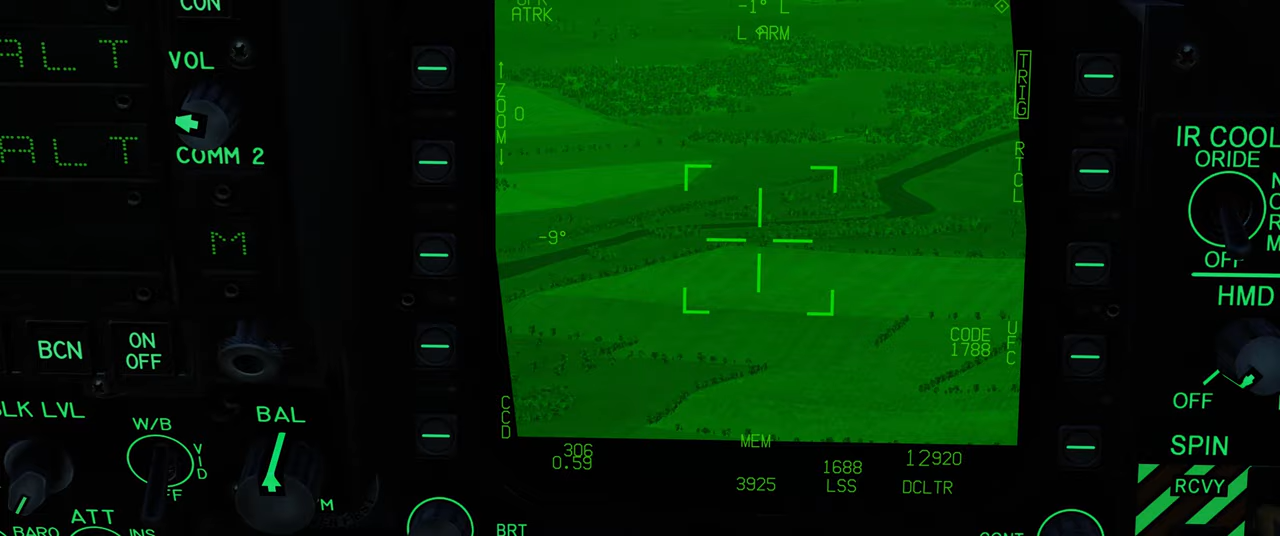 CON
ALT
VOL
ALT
COMM 2
M
BCN
ON
OFF
BLK LVL
W/B
VID
BAL
ATT
BARO
INS
ATRK
-1° L
L ARM
↑ZOOM↓
0
TRIG
RTCL
-9°
CODE
1788
UFC
CCD
306
0.59
MEM
3925
1688
LSS
12920
DCLTR
BRT
CONT
IR COOL
ORIDE
OFF
HMD
OFF
SPIN
RCVY